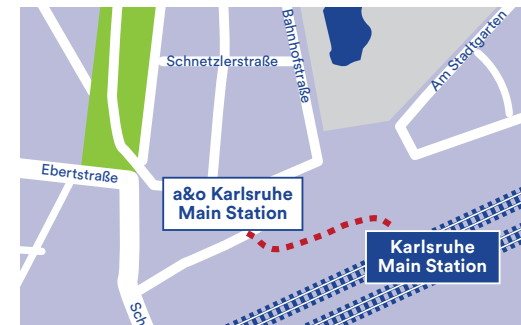 Schnetzlerstraße
Bahnhofstraße
Am Stadtgarten
Ebertstraße
a&o Karlsruhe
Main Station
Karlsruhe
Main Station
Sch